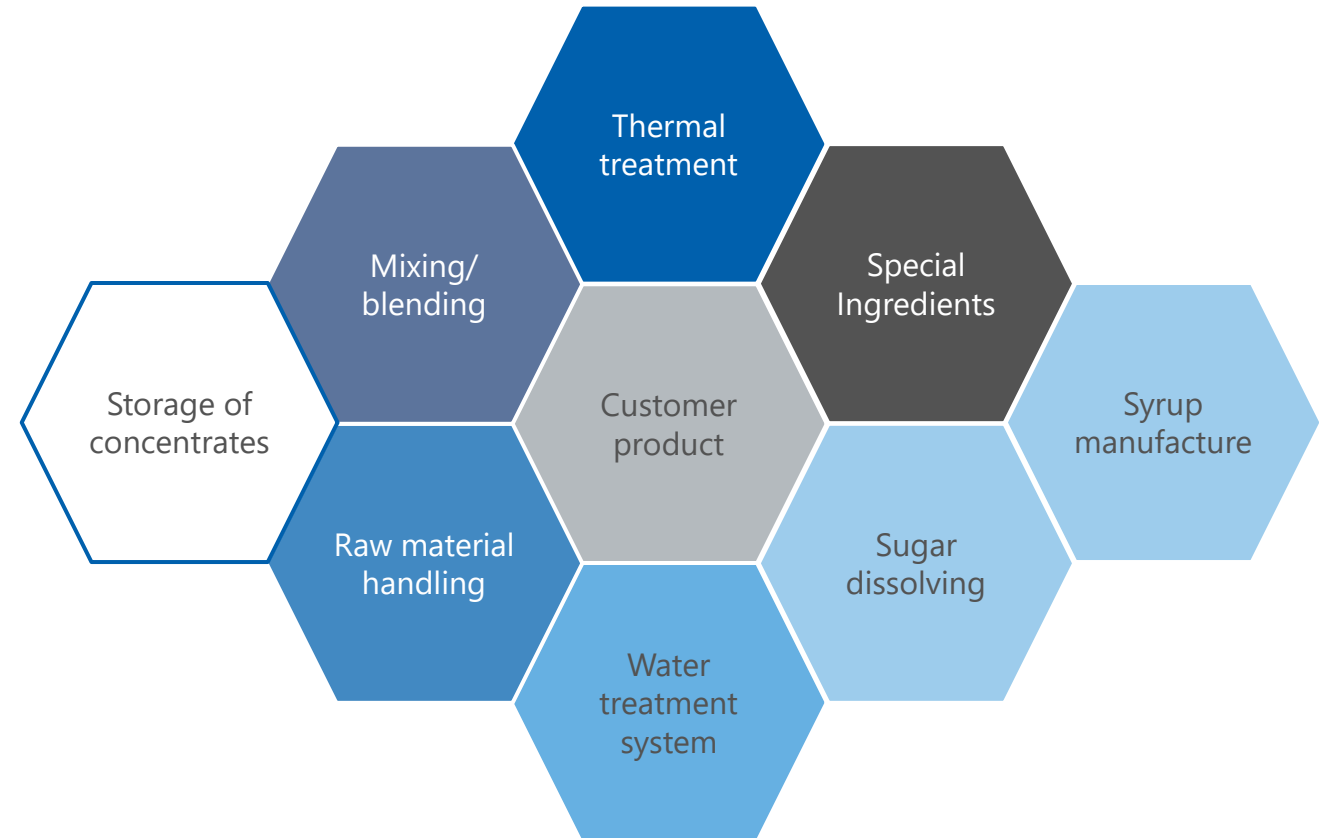 Thermal
treatment
Mixing/
blending
Special
Ingredients
Storage of
concentrates
Customer
product
Syrup
manufacture
Raw material
handling
Sugar
dissolving
Water
treatment
system